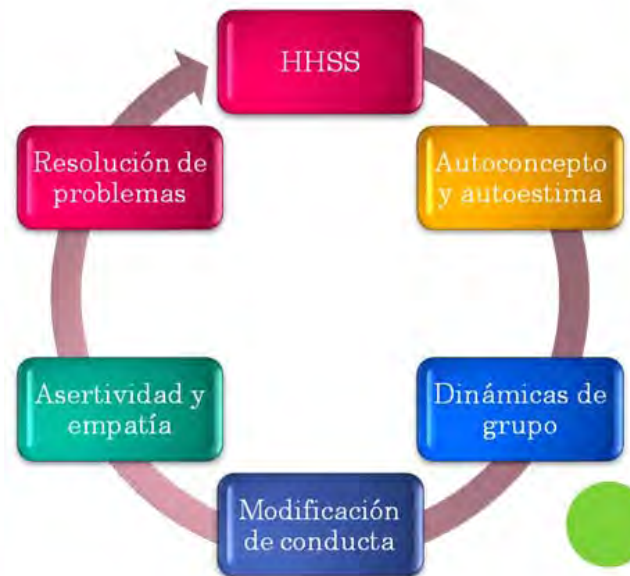 HHSS
Autoconcepto
y autoestima
Dinámicas de
grupo
Modificación
de conducta
Asertividad y
empatía
Resolución de
problemas